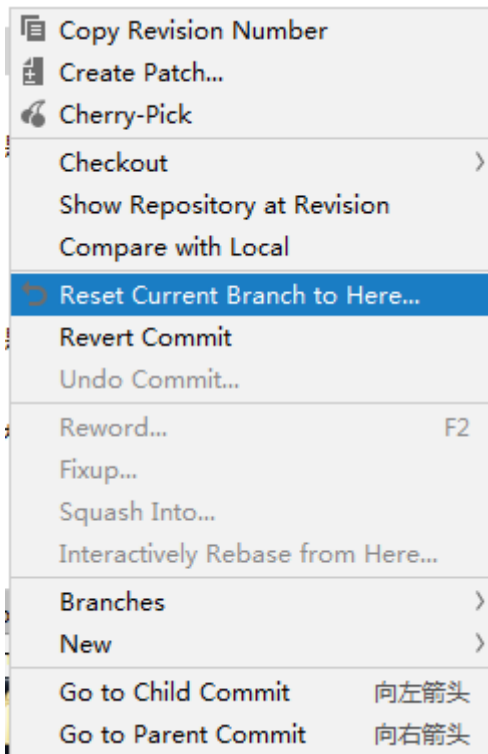 Copy Revision Number
Create Patch...
Cherry-Pick
Checkout
Show Repository at Revision
Compare with Local
Reset Current Branch to Here...
Revert Commit
Undo Commit...
Reword... F2
Fixup...
Squash Into...
Interactively Rebase from Here...
Branches
New
Go to Child Commit 向左箭头
Go to Parent Commit 向右箭头